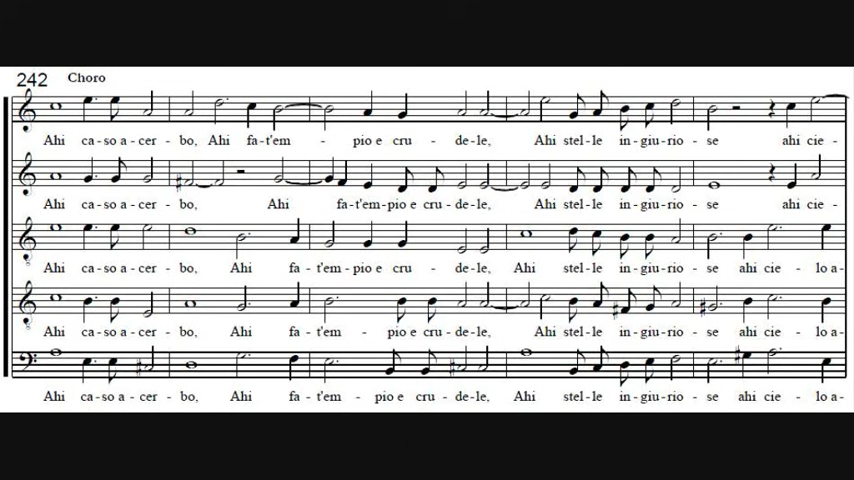 242 Choro
Ahi ca - so a - cer - bo, Ahi fa - t'em - pio e cru - de - le, Ahi stel - le in - giu - rio - se ahi cie -
Ahi ca - so a - cer - bo, Ahi fa - t'em - pio e cru - de - le, Ahi stel - le in - giu - rio - se ahi cie -
Ahi ca - so a - cer - bo, Ahi fa - t'em - pio e cru - de - le, Ahi stel - le in - giu - rio - se ahi cie - lo a -
Ahi ca - so a - cer - bo, Ahi fa - t'em - pio e cru - de - le, Ahi stel - le in - giu - rio - se ahi cie - lo a -
Ahi ca - so a - cer - bo, Ahi fa - t'em - pio e cru - de - le, Ahi stel - le in - giu - rio - se ahi cie - lo a -